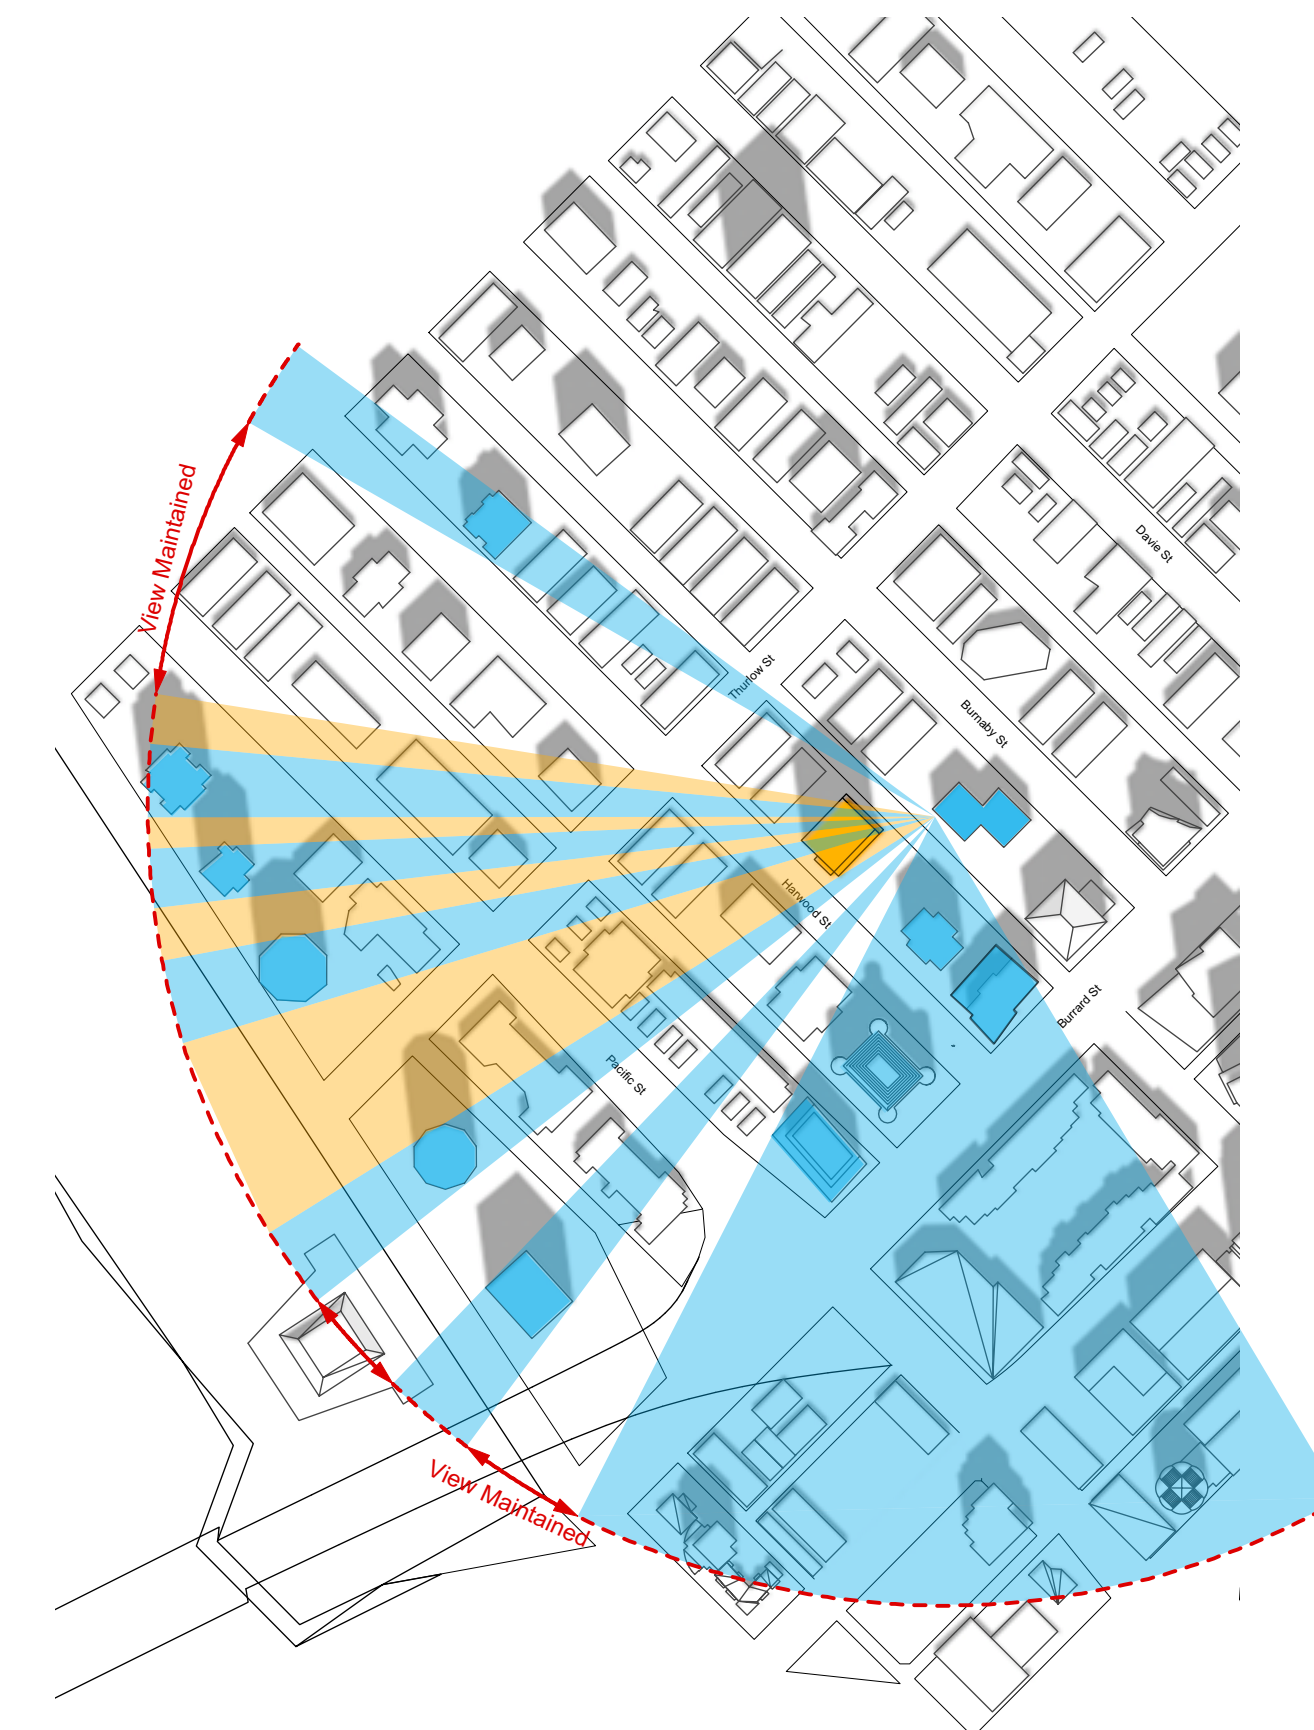 View Maintained
Davie St
Thurlow St
Burnaby St
Harwood St
Burrard St
Pacific St
View Maintained